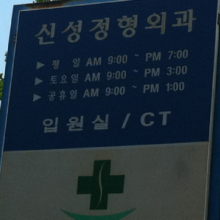 신성정형외과
▶ 평 일 AM 9:00 ~ PM 7:00
▶ 토요일 AM 9:00 ~ PM 3:00
▶ 공휴일 AM 9:00 ~ PM 1:00
입원실 / CT